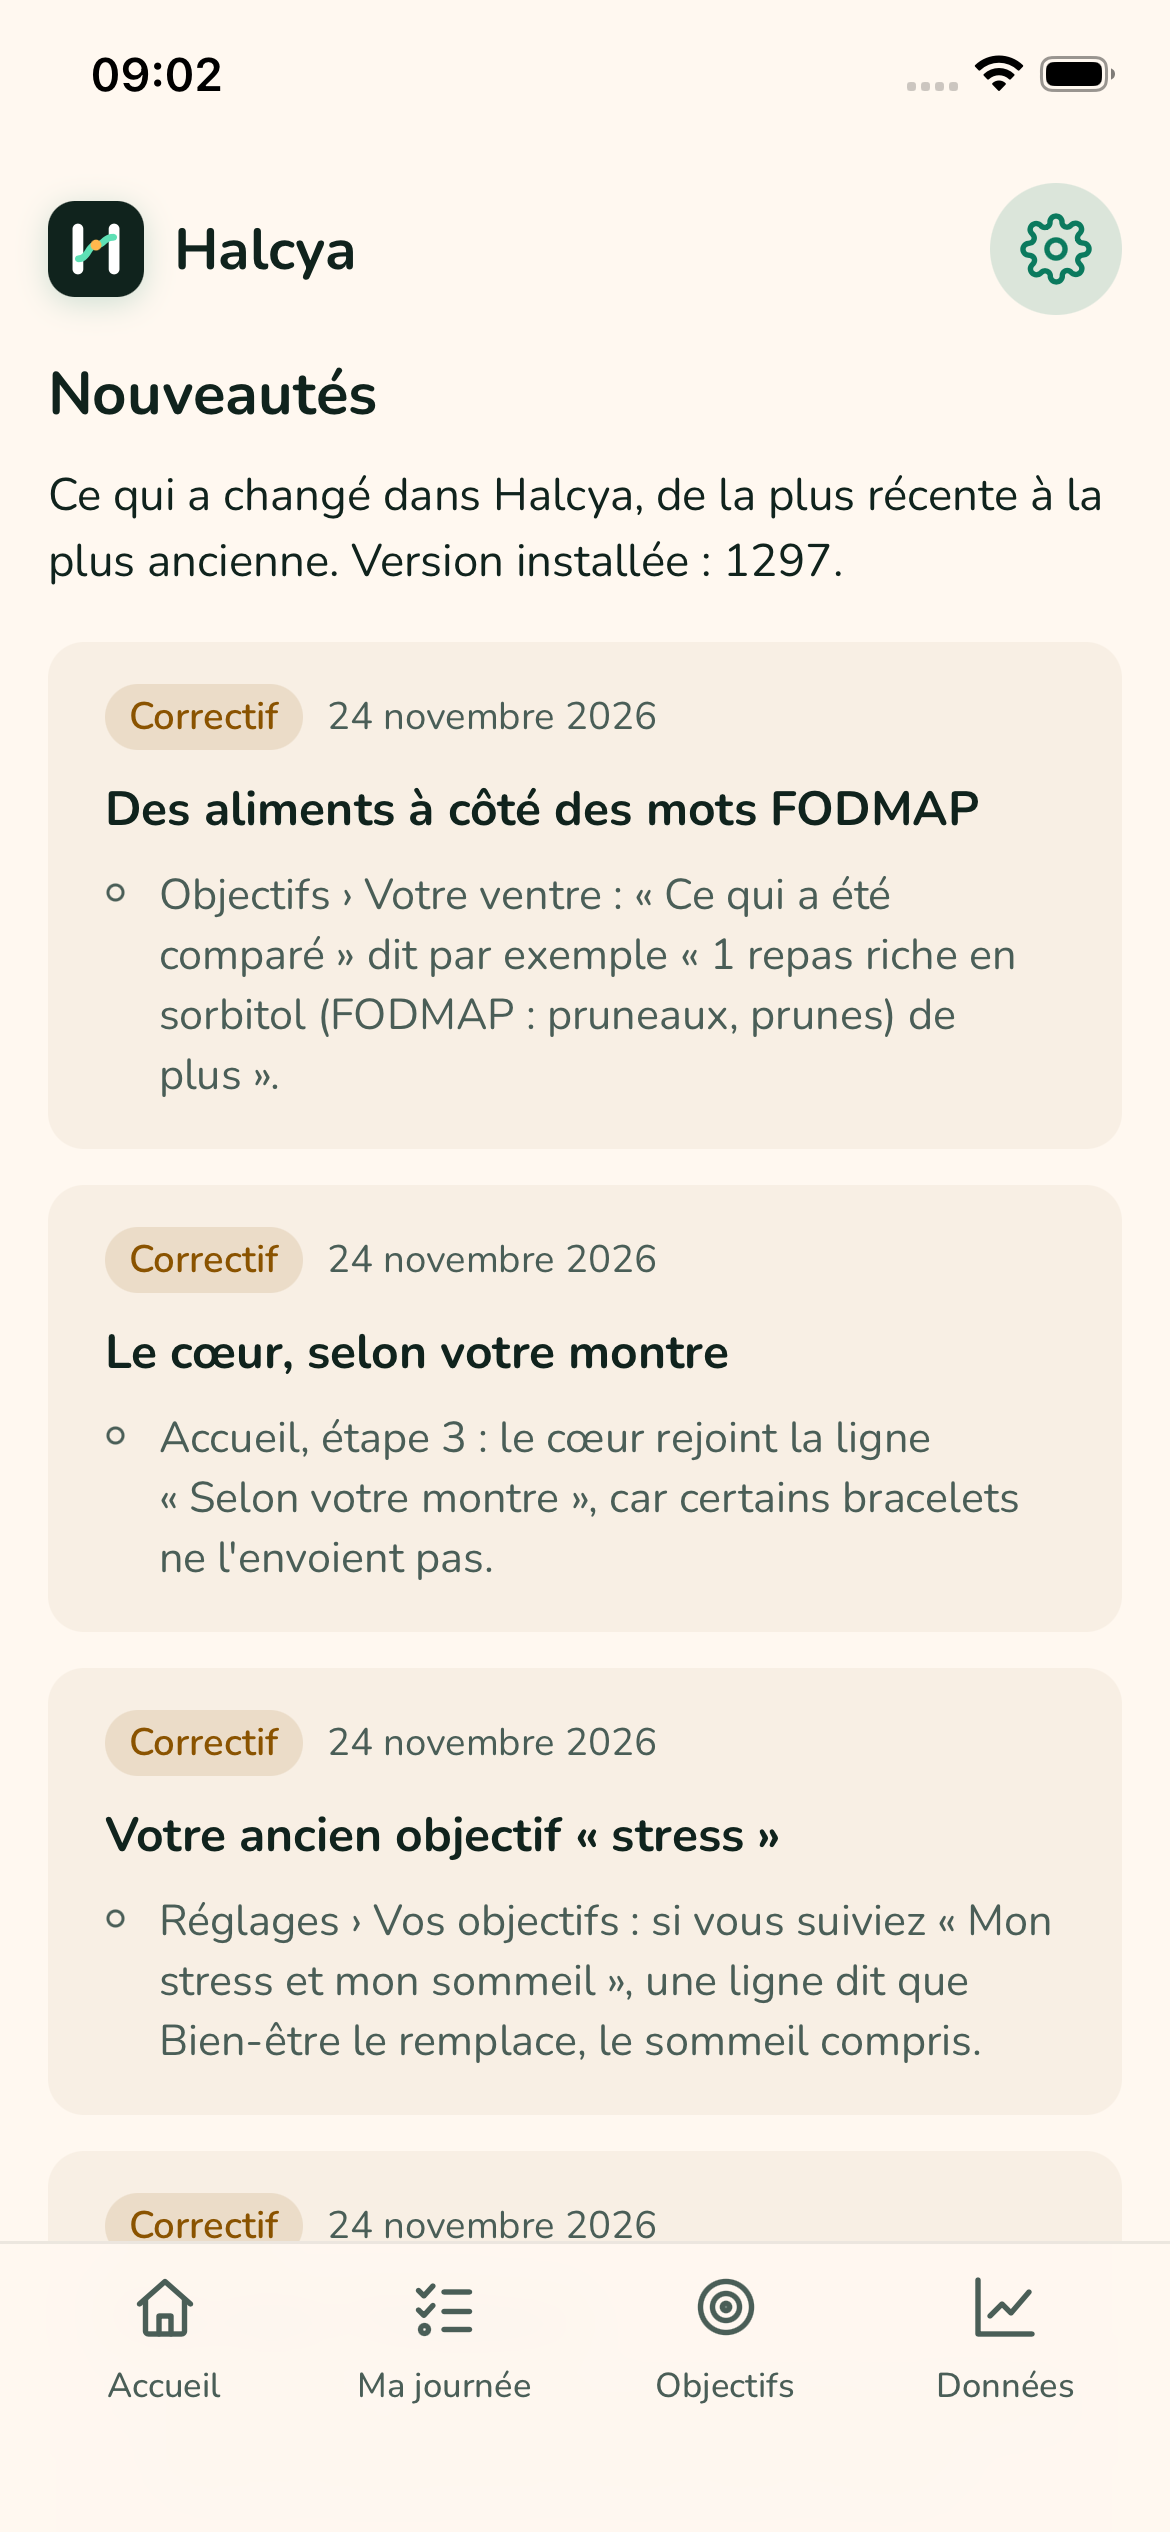 09:02
Halcya
Nouveautés
Ce qui a changé dans Halcya, de la plus récente à la
plus ancienne. Version installée : 1297.
Correctif 24 novembre 2026
Des aliments à côté des mots FODMAP
Objectifs › Votre ventre : « Ce qui a été
comparé » dit par exemple « 1 repas riche en
sorbitol (FODMAP : pruneaux, prunes) de
plus ».
Correctif 24 novembre 2026
Le cœur, selon votre montre
Accueil, étape 3 : le cœur rejoint la ligne
« Selon votre montre », car certains bracelets
ne l'envoient pas.
Correctif 24 novembre 2026
Votre ancien objectif « stress »
Réglages › Vos objectifs : si vous suiviez « Mon
stress et mon sommeil », une ligne dit que
Bien-être le remplace, le sommeil compris.
Correctif 24 novembre 2026
Accueil Ma journée Objectifs Données